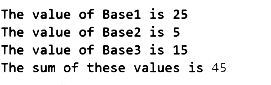 The value of Base1 is 25
The value of Base2 is 5
The value of Base3 is 15
The sum of these values is 45